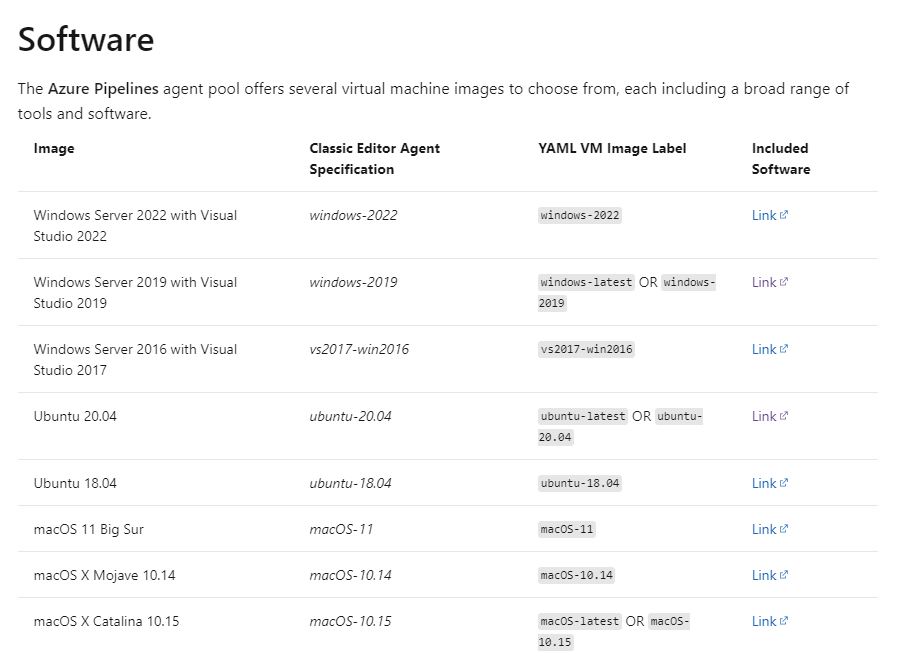 Software
The Azure Pipelines agent pool offers several virtual machine images to choose from, each including a broad range of
tools and software.
Image Classic Editor Agent Specification YAML VM Image Label Included Software
Windows Server 2022 with Visual Studio 2022 windows-2022 windows-2022 Link
Windows Server 2019 with Visual Studio 2019 windows-2019 windows-latest OR windows-2019 Link
Windows Server 2016 with Visual Studio 2017 vs2017-win2016 vs2017-win2016 Link
Ubuntu 20.04 ubuntu-20.04 ubuntu-latest OR ubuntu-20.04 Link
Ubuntu 18.04 ubuntu-18.04 ubuntu-18.04 Link
macOS 11 Big Sur macOS-11 macOS-11 Link
macOS X Mojave 10.14 macOS-10.14 macOS-10.14 Link
macOS X Catalina 10.15 macOS-10.15 macOS-latest OR macOS-10.15 Link